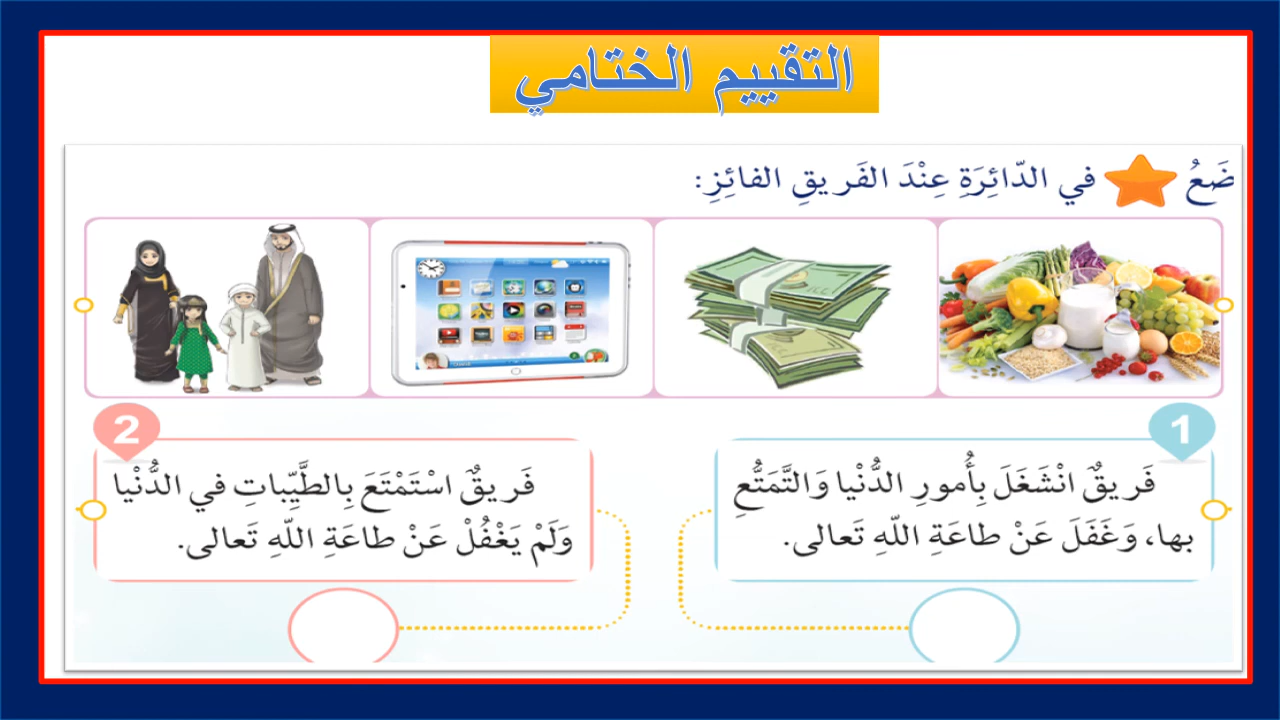 التقييم الختامي
ضَعُ في الدّائِرَةِ عِنْدَ الفَريقِ الفائِزِ:
1
فَريقٌ انْشَغَلَ بِأُمورِ الدُّنْيا وَالتَّمَتُّعِ
بها، وَغَفَلَ عَنْ طاعَةِ اللّهِ تَعالى.
2
فَريقٌ اسْتَمْتَعَ بِالطَّيِّباتِ في الدُّنْيا
وَلَمْ يَغْفُلْ عَنْ طاعَةِ اللّهِ تَعالى.